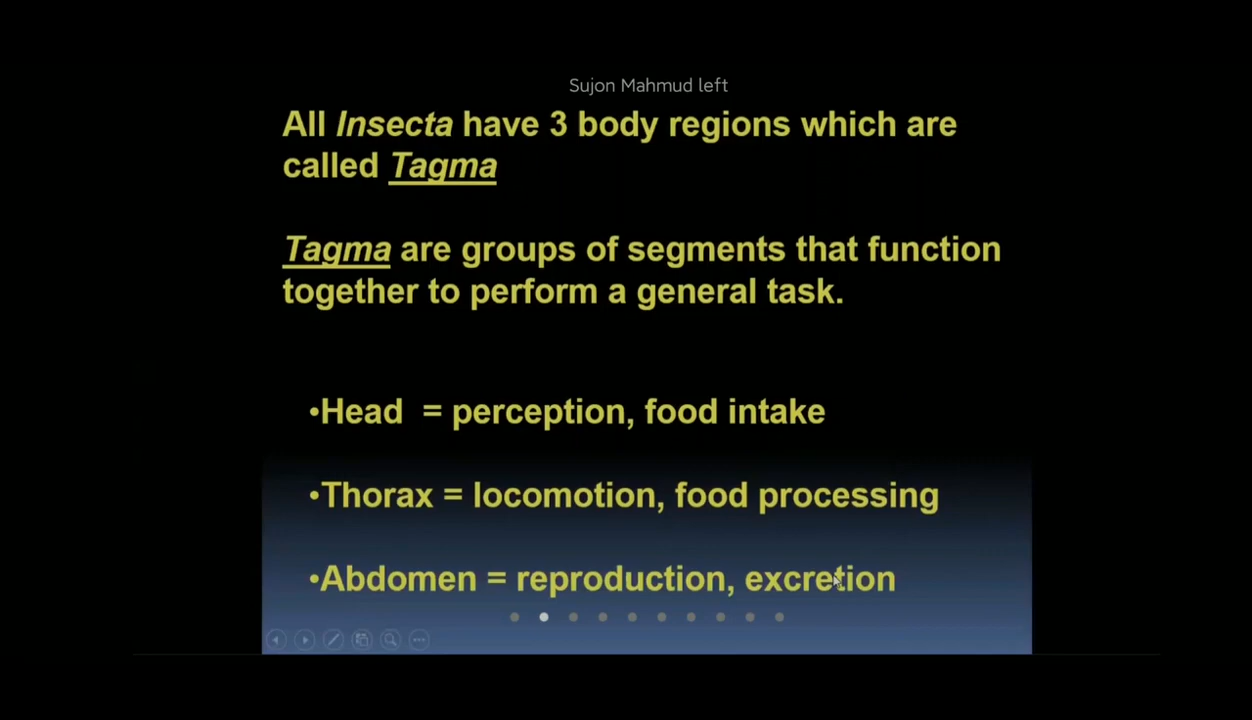 Sujon Mahmud left
All Insecta have 3 body regions which are
called Tagma
Tagma are groups of segments that function
together to perform a general task.
•Head = perception, food intake
•Thorax = locomotion, food processing
•Abdomen = reproduction, excretion